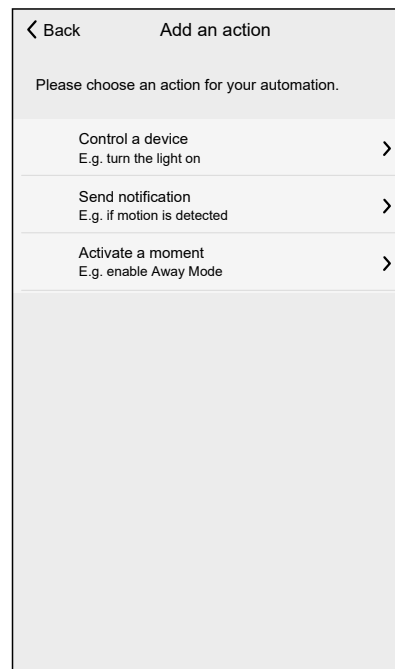 Back Add an action
Please choose an action for your automation.
Control a device
E.g. turn the light on
Send notification
E.g. if motion is detected
Activate a moment
E.g. enable Away Mode